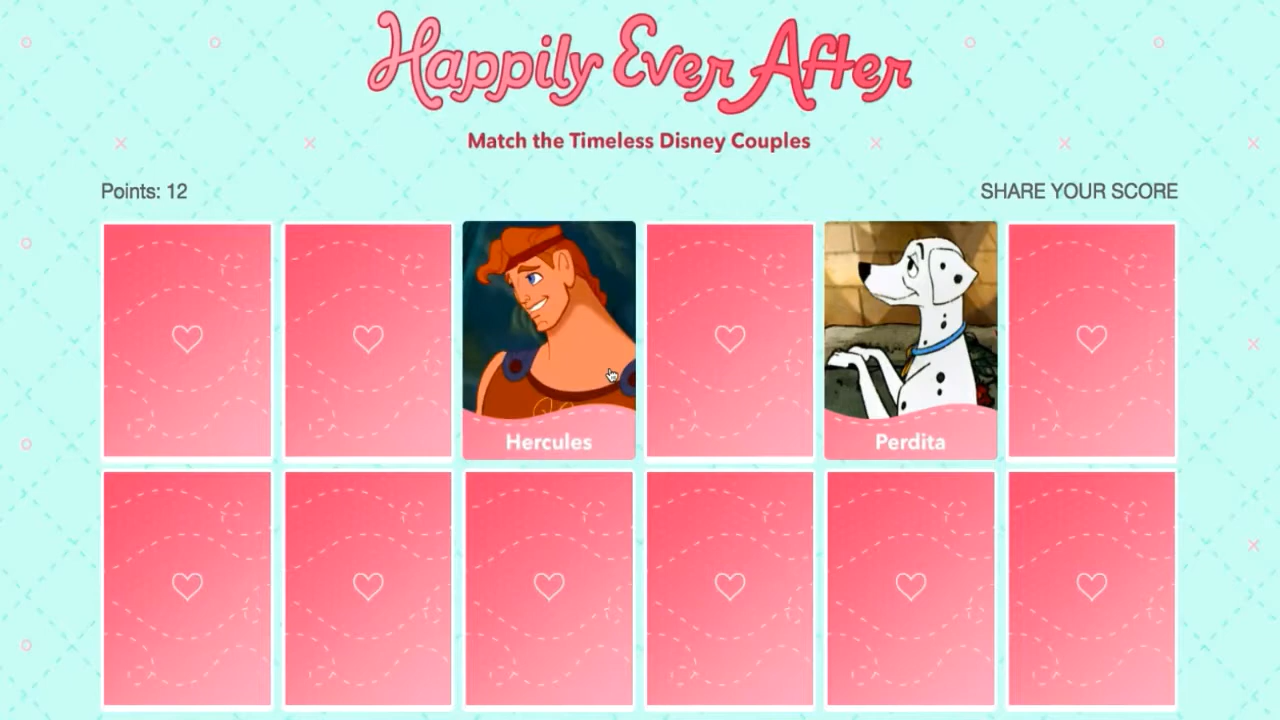 Happily Ever After
Match the Timeless Disney Couples
Points: 12
SHARE YOUR SCORE
Hercules
Perdita